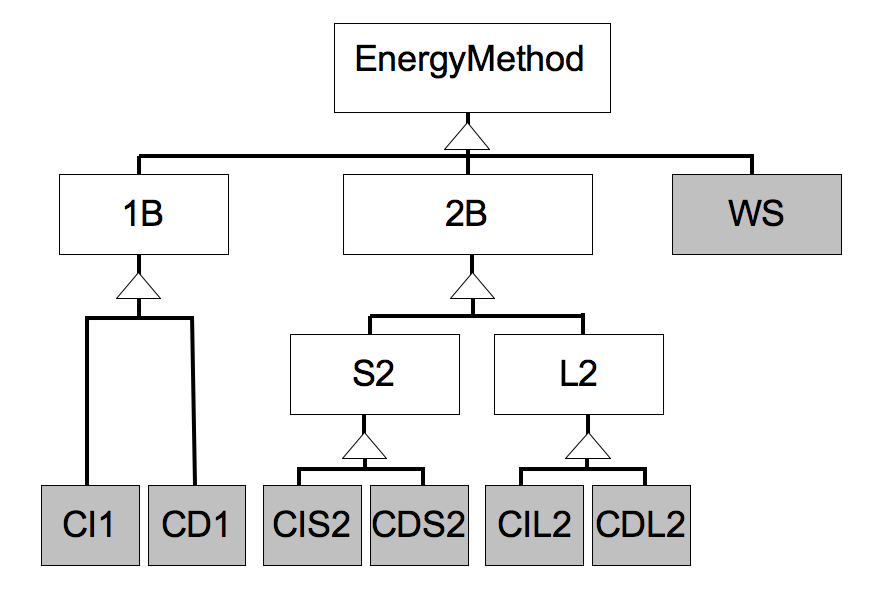 EnergyMethod
1B
2B
WS
S2
L2
CI1
CD1
CIS2
CDS2
CIL2
CDL2